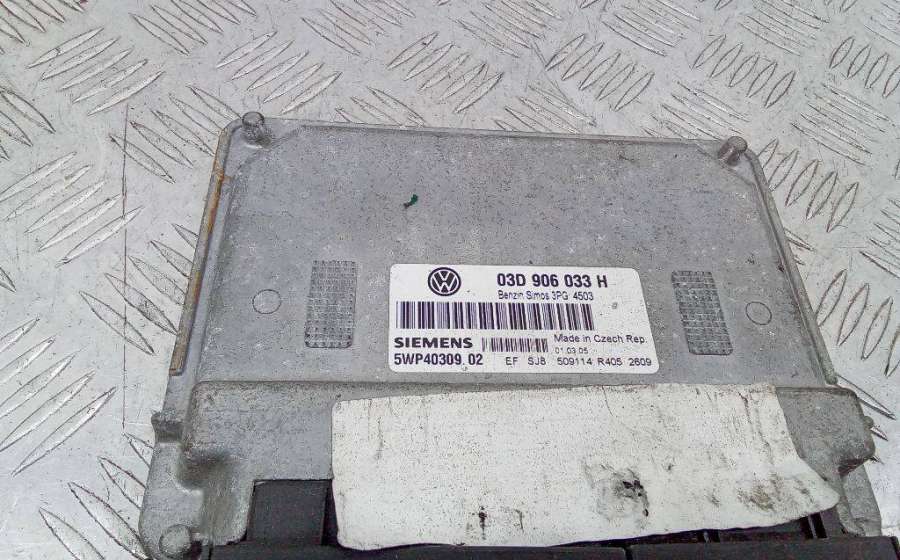 03D 906 033 H
Benzin Simos 3PG 4503
SIEMENS
Made in Czech Rep.
01.03.05
5WP40309 02
EF SJB 509114 R405 2609